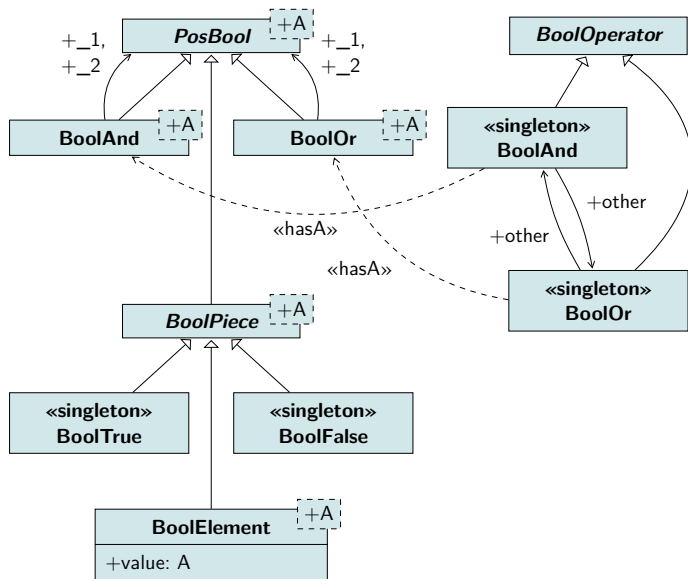 +A
PosBool
BoolOperator
+_1,
+_2
+_1,
+_2
+A
BoolAnd
+A
BoolOr
«singleton»
BoolAnd
+other
+other
«hasA»
«hasA»
«singleton»
BoolOr
+A
BoolPiece
«singleton»
BoolTrue
«singleton»
BoolFalse
+A
BoolElement
+value: A